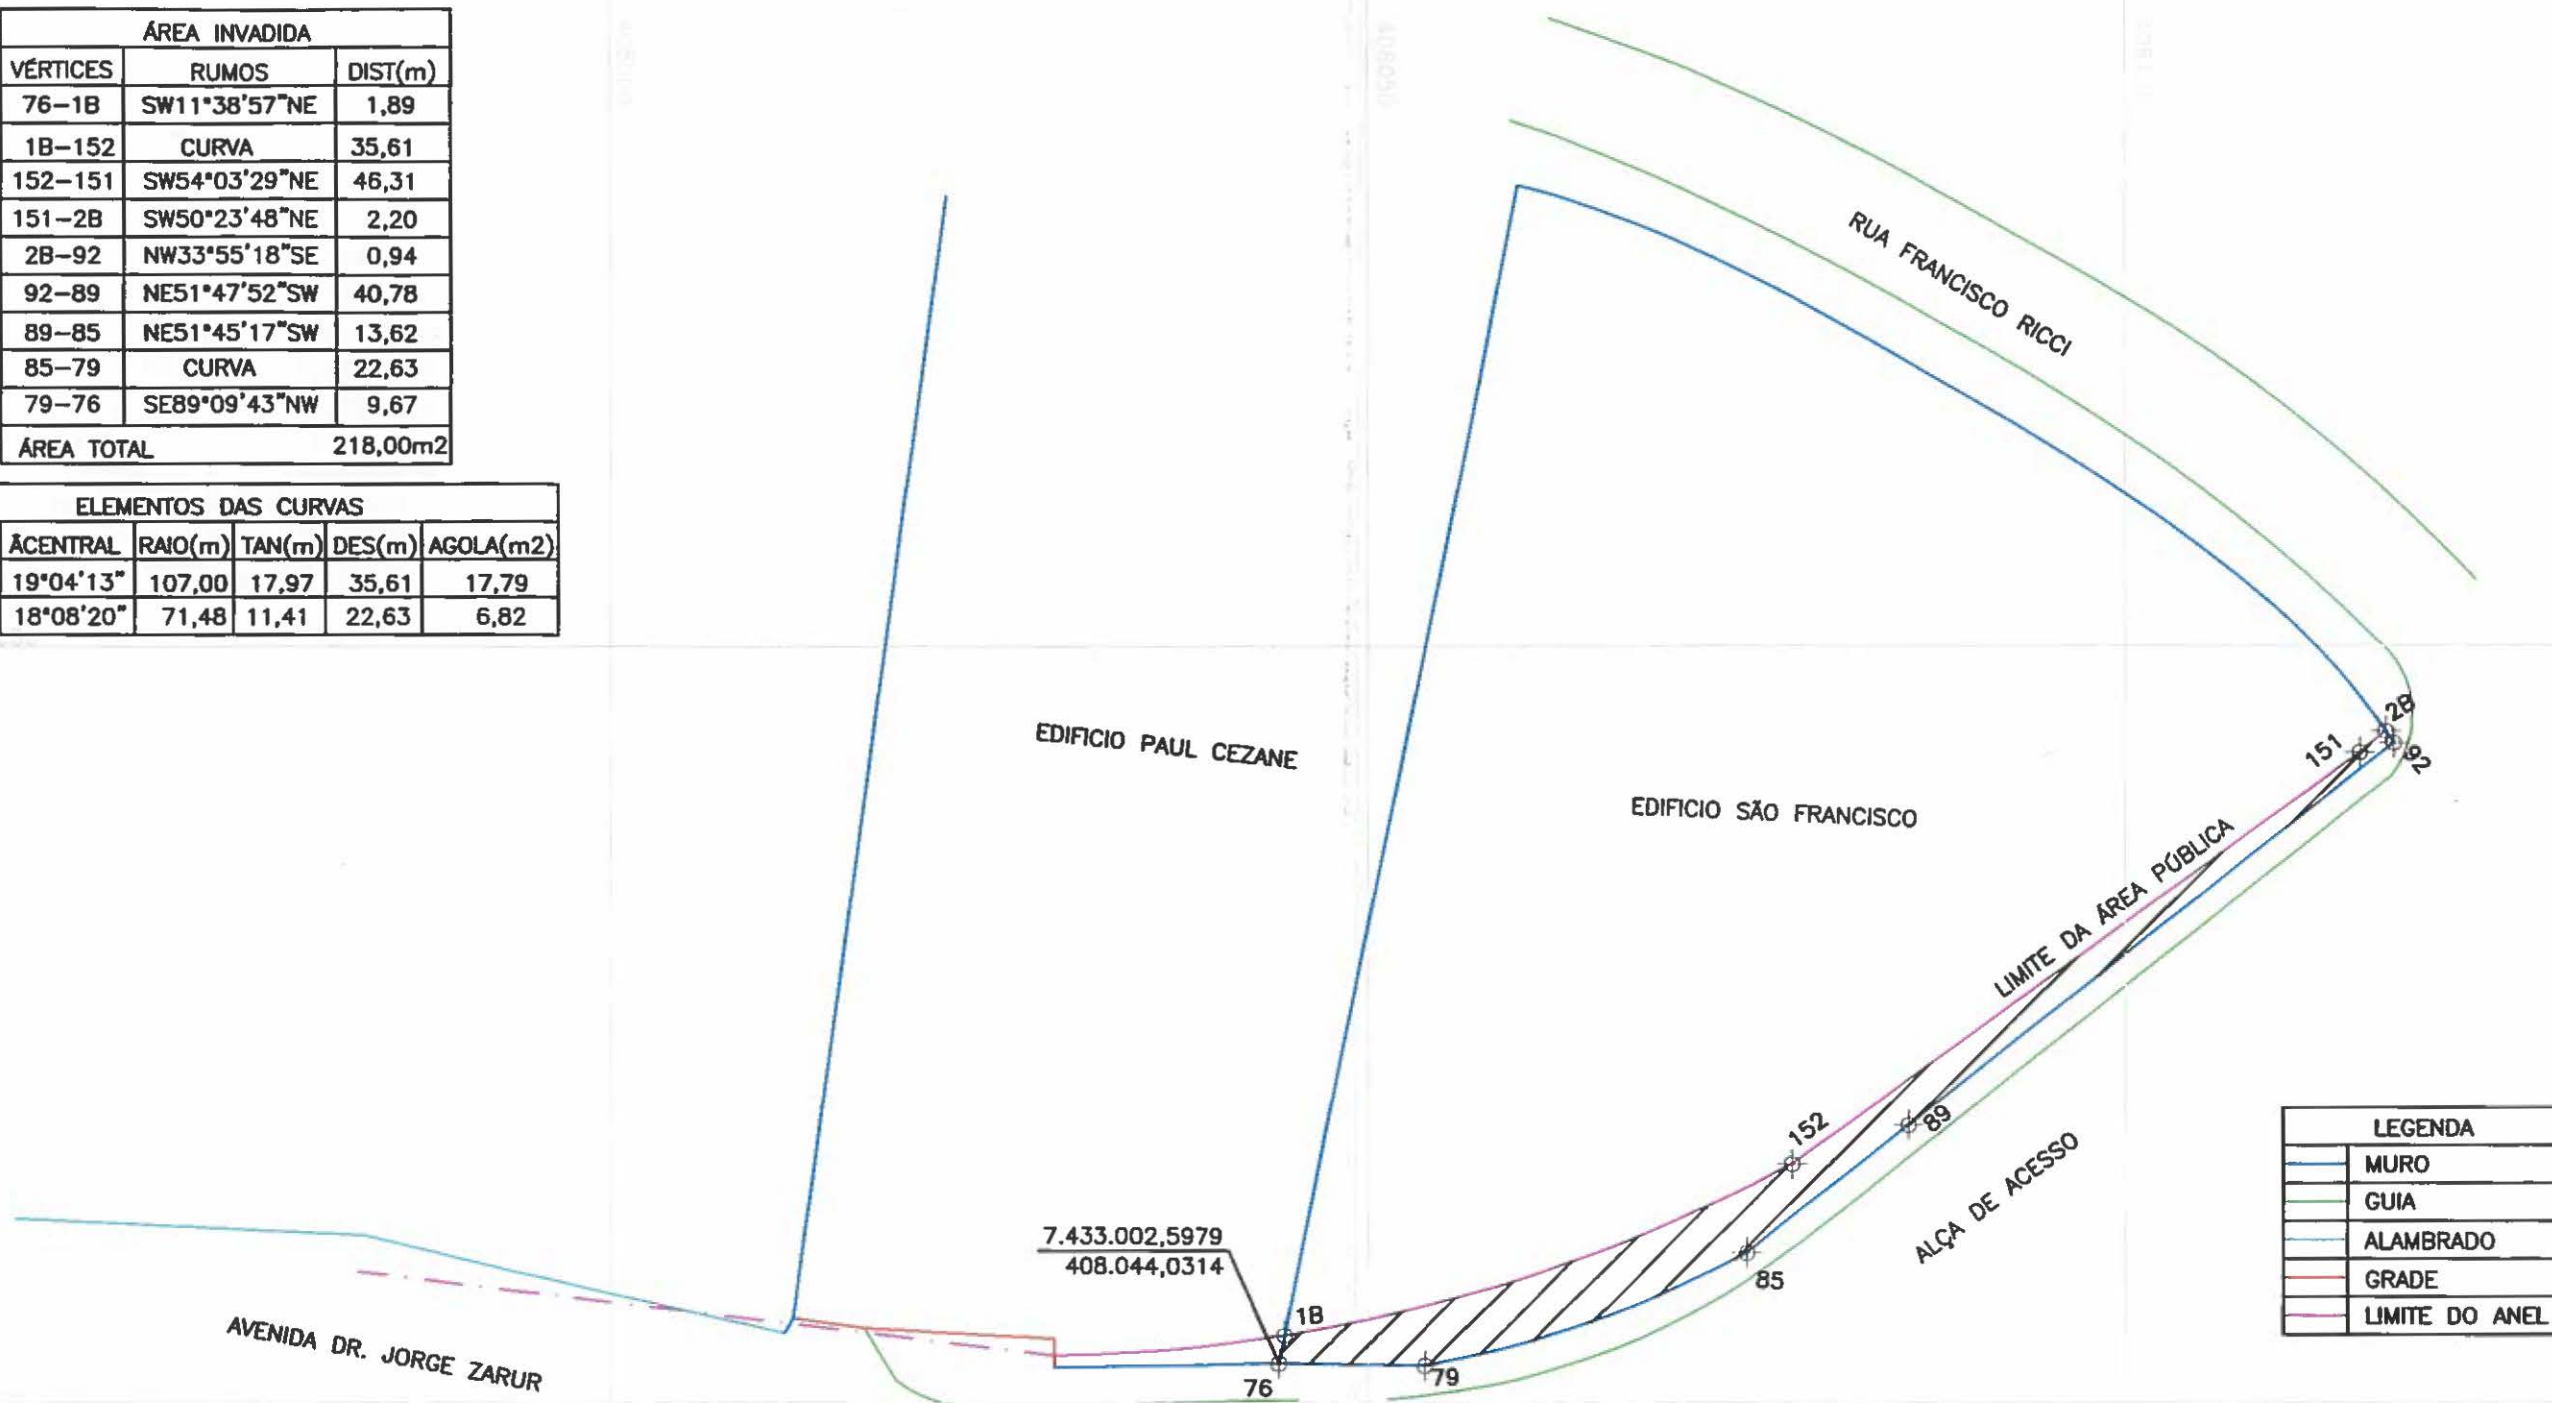 ÁREA INVADIDA
VÉRTICES RUMOS DIST(m)
76-1B SW11°38'57"NE 1,89
1B-152 CURVA 35,61
152-151 SW54°03'29"NE 46,31
151-2B SW50°23'48"NE 2,20
2B-92 NW33°55'18"SE 0,94
92-89 NE51°47'52"SW 40,78
89-85 NE51°45'17"SW 13,62
85-79 CURVA 22,63
79-76 SE89°09'43"NW 9,67
ÁREA TOTAL 218,00m2
ELEMENTOS DAS CURVAS
ÂCENTRAL RAIO(m) TAN(m) DES(m) AGOLA(m2)
19°04'13" 107,00 17,97 35,61 17,79
18°08'20" 71,48 11,41 22,63 6,82
RUA FRANCISCO RICCI
EDIFICIO PAUL CEZANE
EDIFICIO SÃO FRANCISCO
2B
151
92
LIMITE DA ÁREA PÚBLICA
152
89
ALÇA DE ACESSO
85
7.433.002,5979
408.044,0314
1B
76
79
AVENIDA DR. JORGE ZARUR
LEGENDA
MURO
GUIA
ALAMBRADO
GRADE
LIMITE DO ANEL